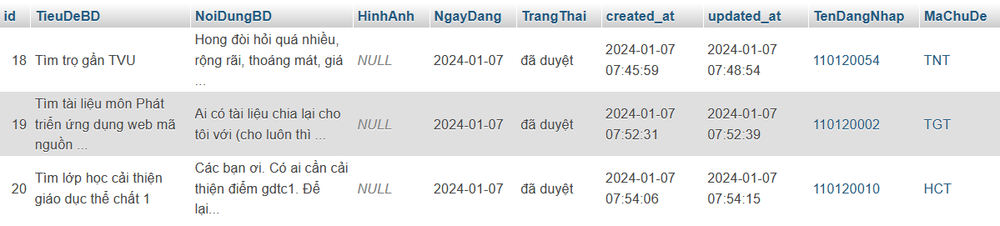 id TieuDeBD NoiDungBD HinhAnh NgayDang TrangThai created_at updated_at TenDangNhap MaChuDe
18 Tìm trọ gần TVU Hong đòi hỏi quá nhiều, rộng rãi, thoáng mát, giá ... NULL 2024-01-07 đã duyệt 2024-01-07 07:45:59 2024-01-07 07:48:54 110120054 TNT
19 Tìm tài liệu môn Phát triển ứng dụng web mã nguồn ... Ai có tài liệu chia lại cho tôi với (cho luôn thì ... NULL 2024-01-07 đã duyệt 2024-01-07 07:52:31 2024-01-07 07:52:39 110120002 TGT
20 Tìm lớp học cải thiện giáo dục thể chất 1 Các bạn ơi. Có ai cần cải thiện điểm gdtc1. Để lại... NULL 2024-01-07 đã duyệt 2024-01-07 07:54:06 2024-01-07 07:54:15 110120010 HCT